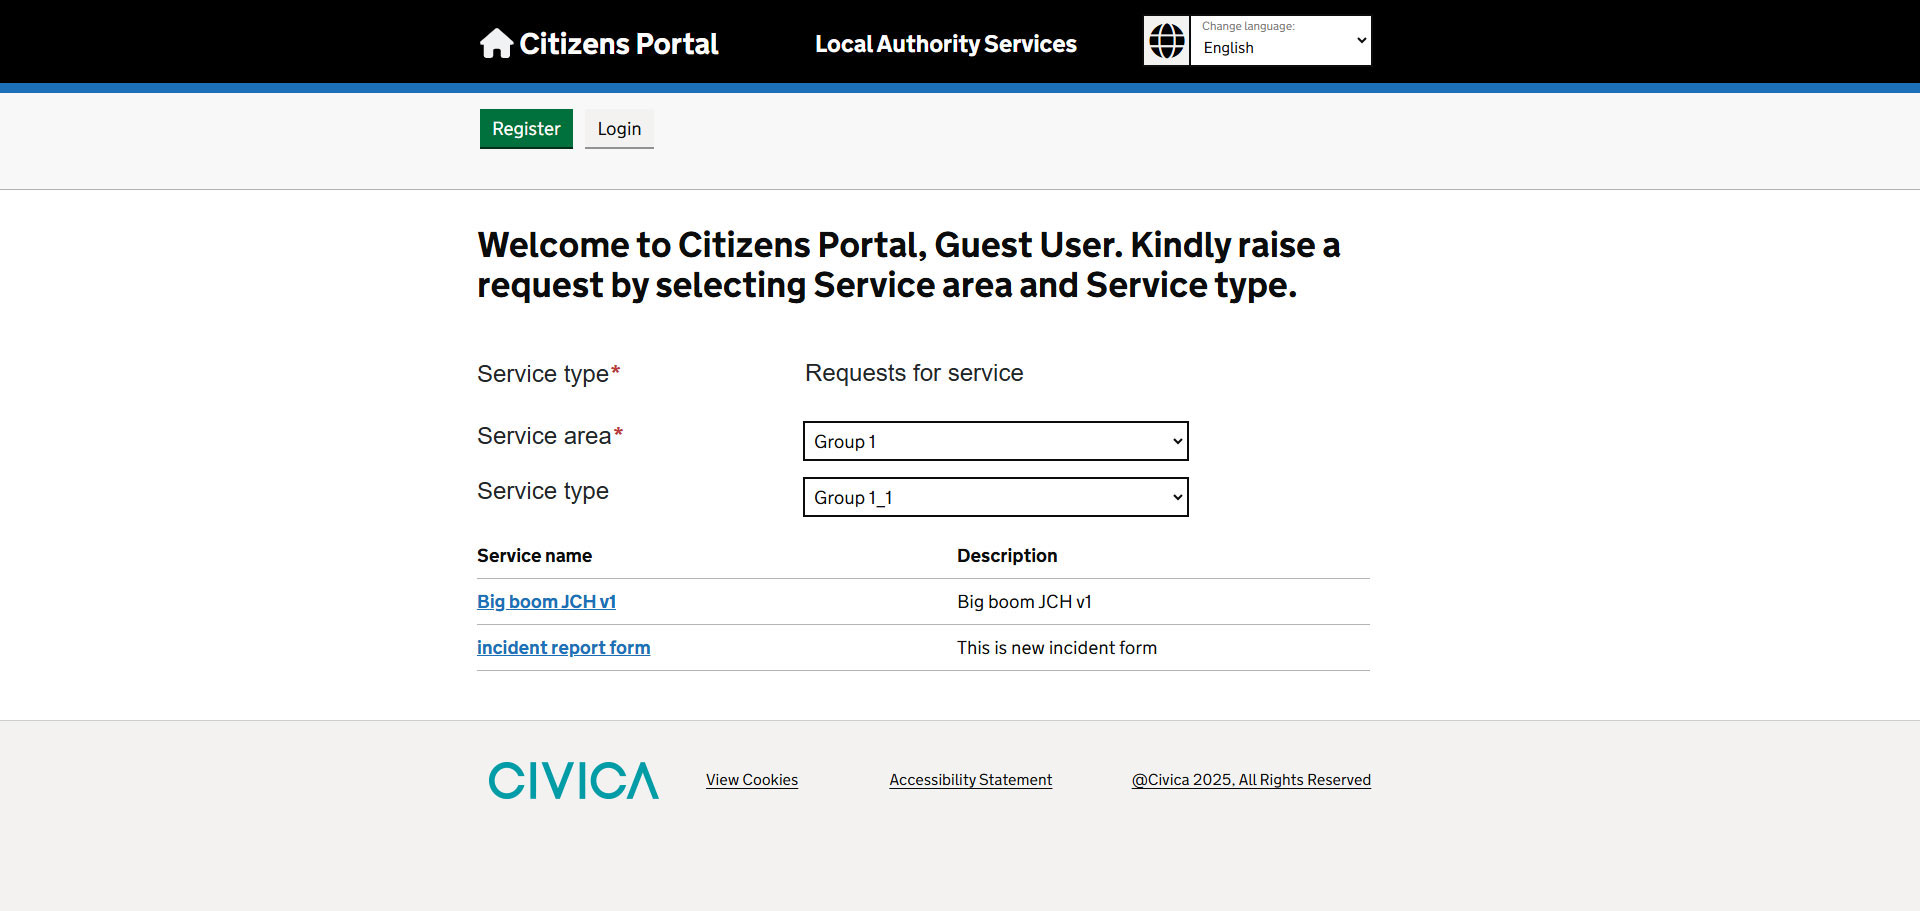 Citizens Portal
Local Authority Services
Change language:
English
Register
Login
Welcome to Citizens Portal, Guest User. Kindly raise a
request by selecting Service area and Service type.
Service type*
Requests for service
Service area*
Group 1
Service type
Group 1_1
Service name
Description
Big boom JCH v1
Big boom JCH v1
incident report form
This is new incident form
CIVICA
View Cookies
Accessibility Statement
@Civica 2025, All Rights Reserved